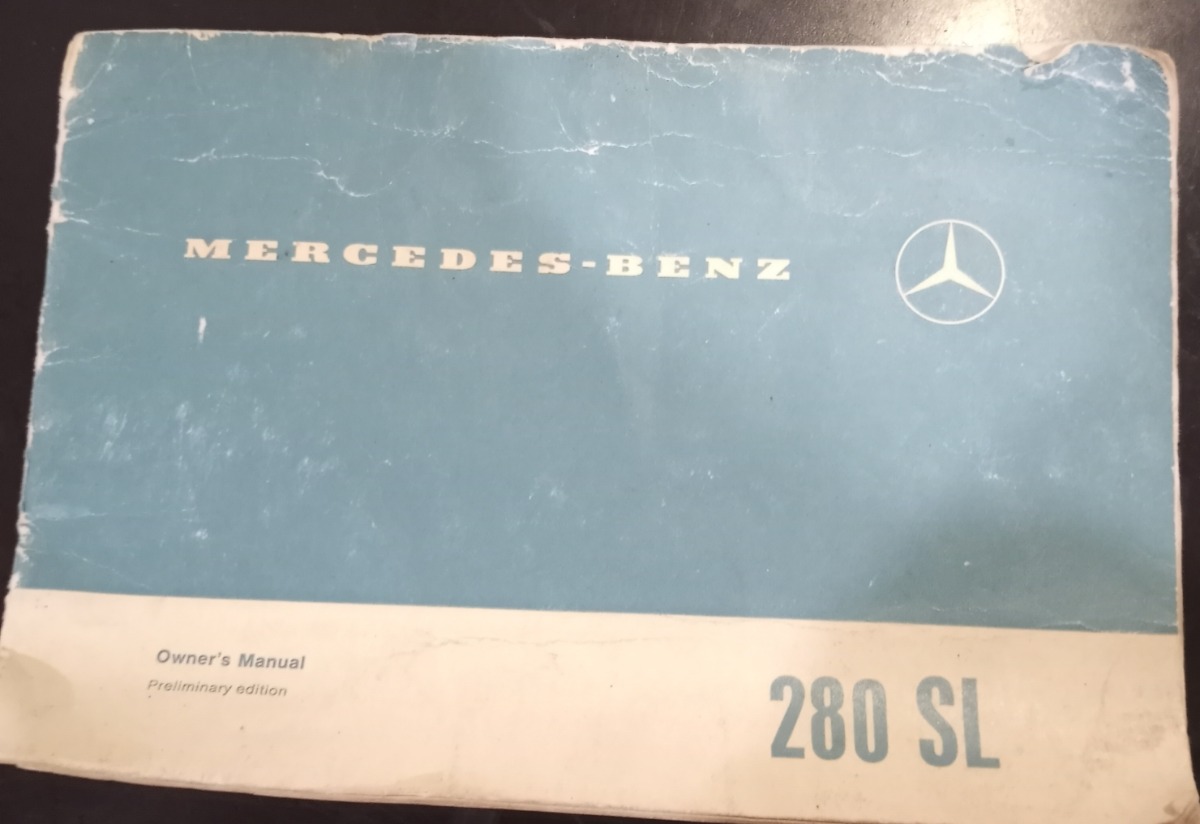 MERCEDES-BENZ
Owner's Manual
Preliminary edition
280 SL